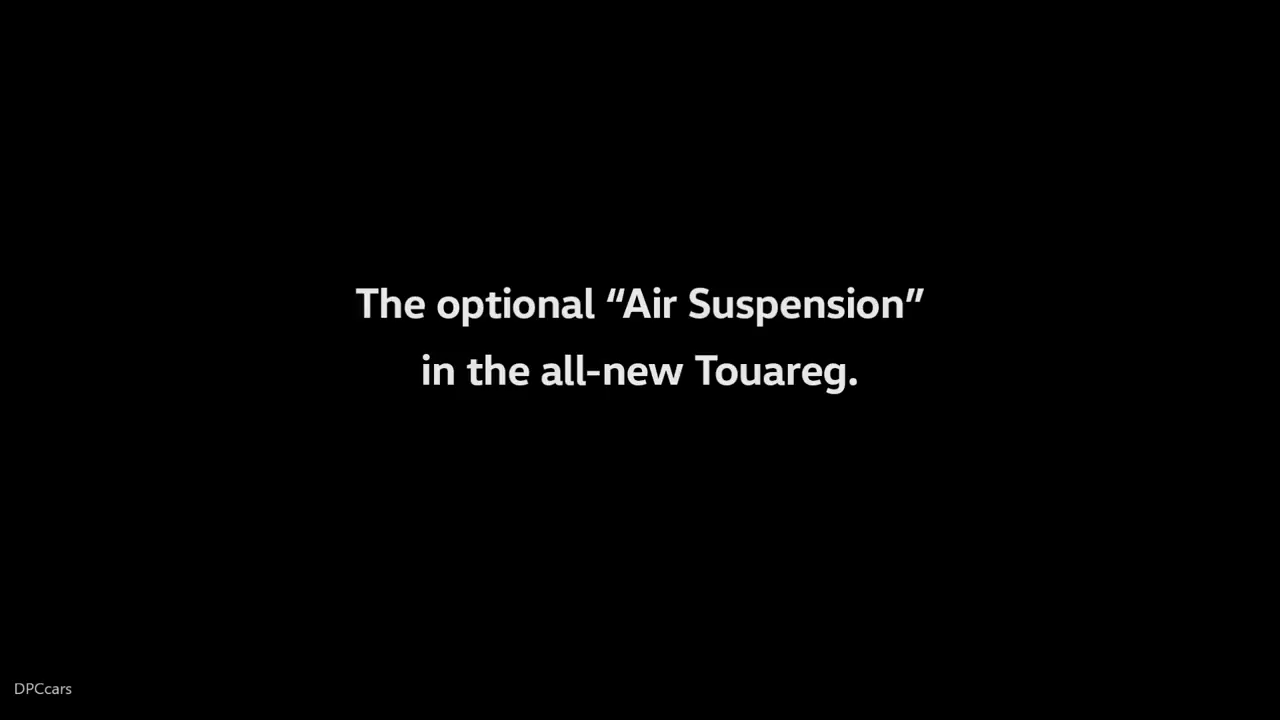 The optional “Air Suspension”
in the all-new Touareg.
DPCcars